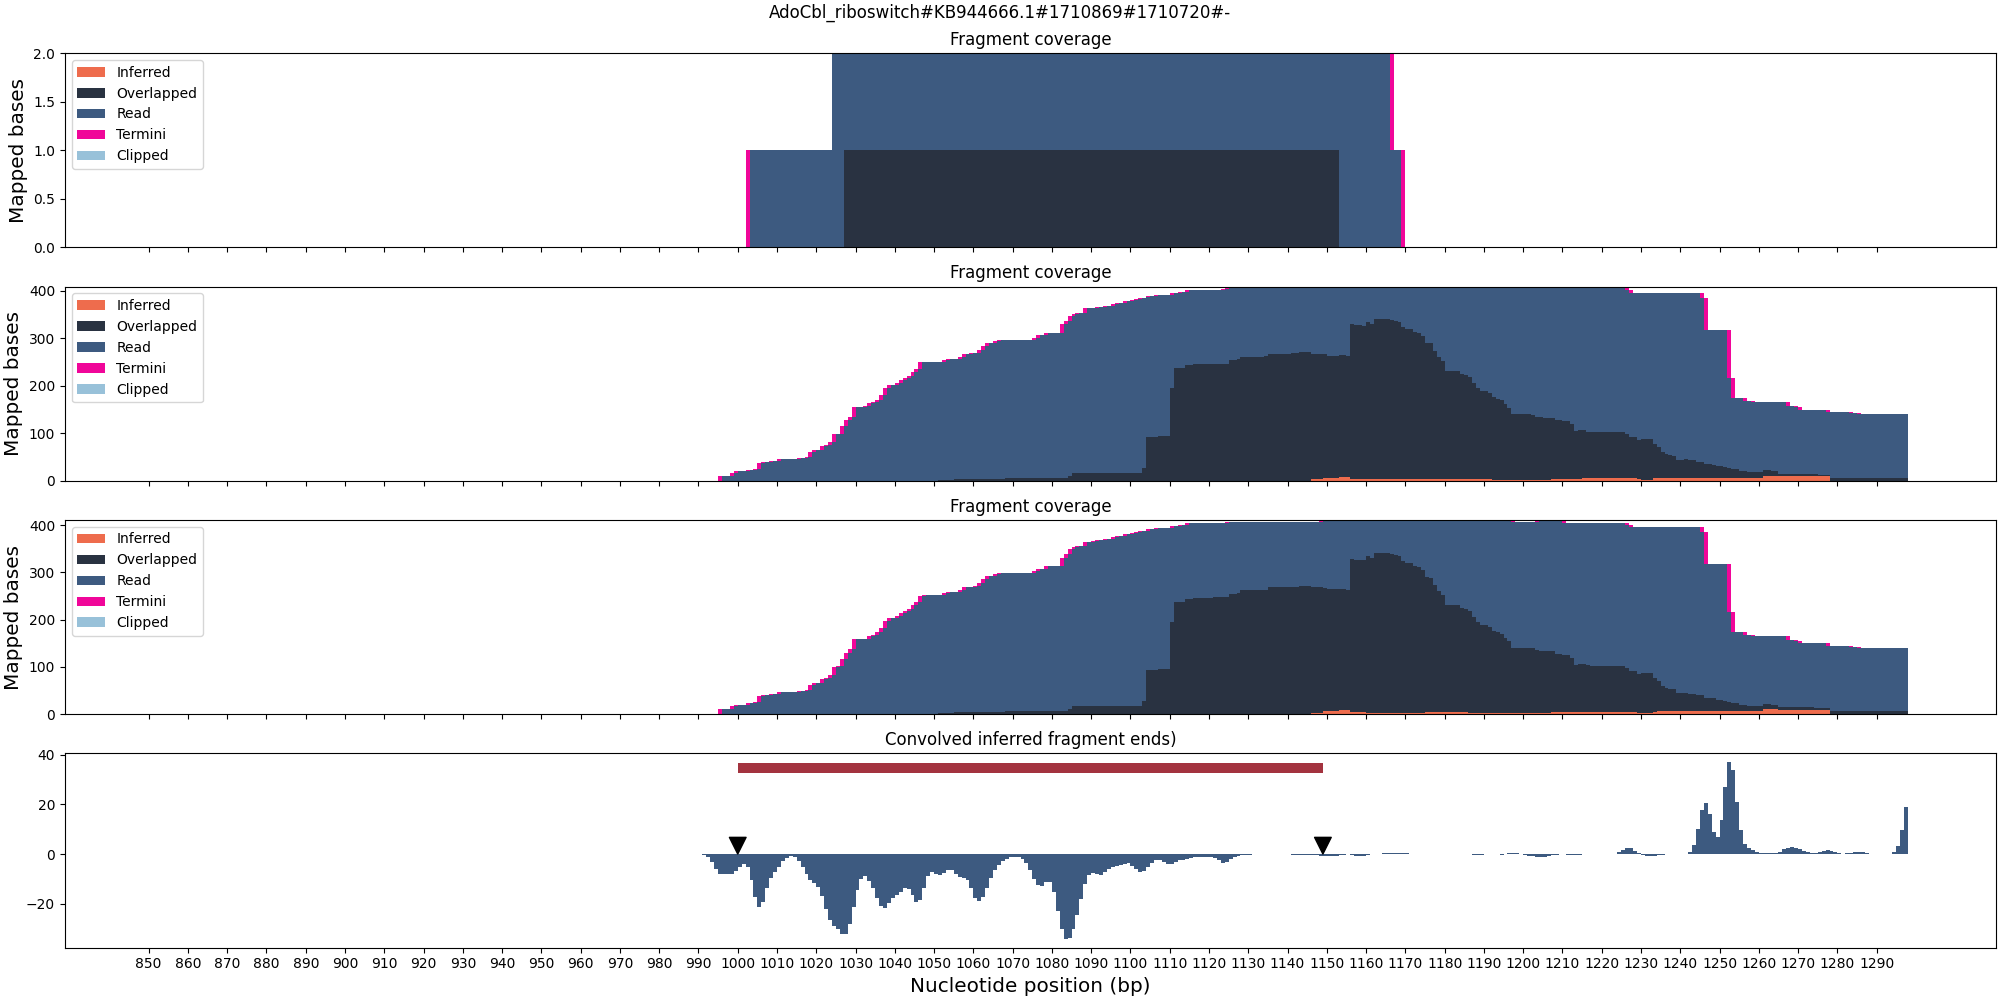 AdoCbl_riboswitch#KB944666.1#1710869#1710720#-
Fragment coverage
Mapped bases
2.0
1.5
1.0
0.5
0.0
Inferred
Overlapped
Read
Termini
Clipped
Fragment coverage
Mapped bases
400
300
200
100
0
Inferred
Overlapped
Read
Termini
Clipped
Fragment coverage
Mapped bases
400
300
200
100
0
Inferred
Overlapped
Read
Termini
Clipped
Convolved inferred fragment ends)
40
20
0
−20
850 860 870 880 890 900 910 920 930 940 950 960 970 980 990 1000 1010 1020 1030 1040 1050 1060 1070 1080 1090 1100 1110 1120 1130 1140 1150 1160 1170 1180 1190 1200 1210 1220 1230 1240 1250 1260 1270 1280 1290
Nucleotide position (bp)